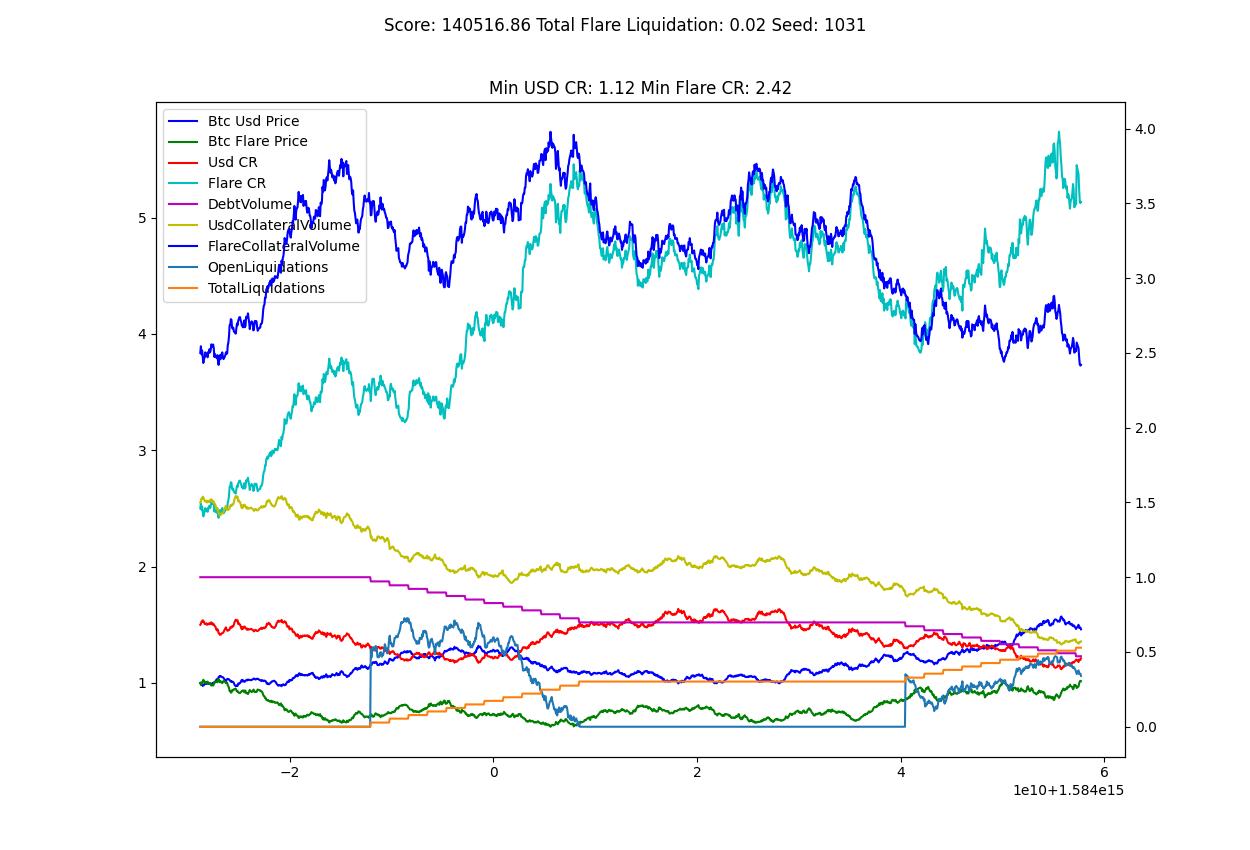 Score: 140516.86 Total Flare Liquidation: 0.02 Seed: 1031
Min USD CR: 1.12 Min Flare CR: 2.42
Btc Usd Price
Btc Flare Price
Usd CR
Flare CR
DebtVolume
UsdCollateralVolume
FlareCollateralVolume
OpenLiquidations
TotalLiquidations
5
4
3
2
1
4.0
3.5
3.0
2.5
2.0
1.5
1.0
0.5
0.0
−2 0 2 4 6
1e10+1.584e15